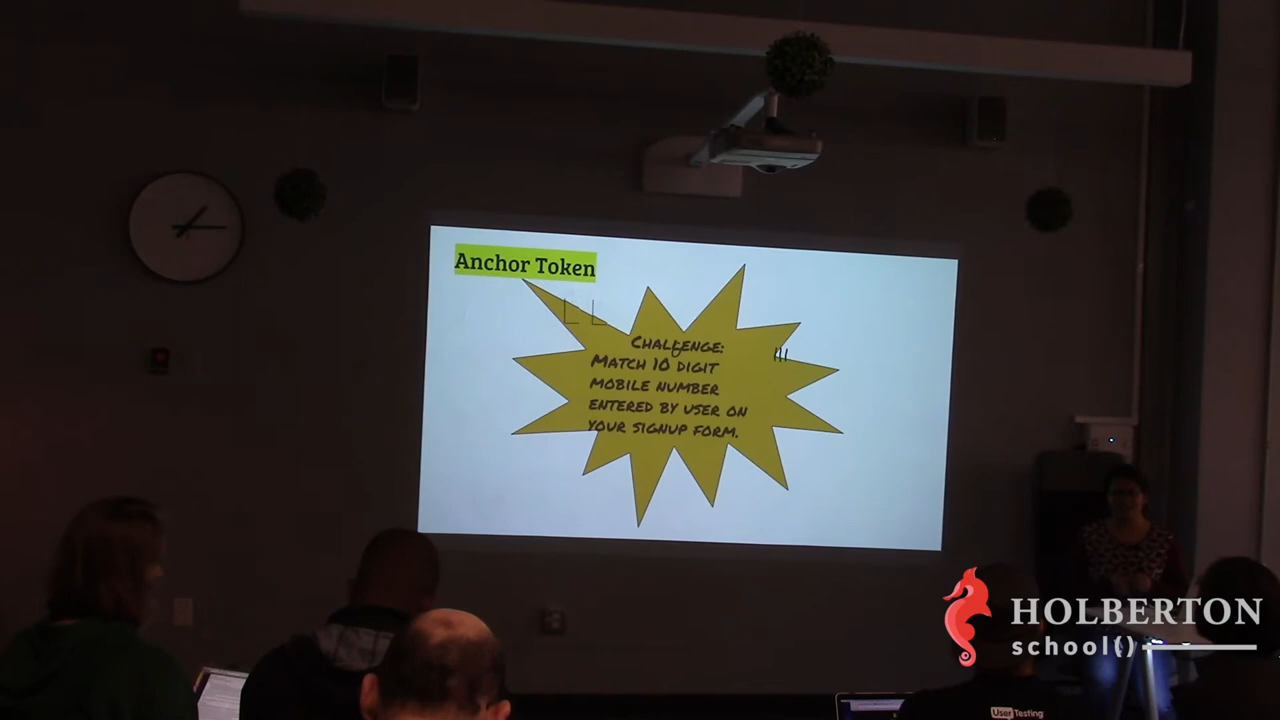 Anchor Token
Challenge:
Match 10 digit
mobile number
entered by user on
your signup form.
HOLBERTON
school()
UserTesting